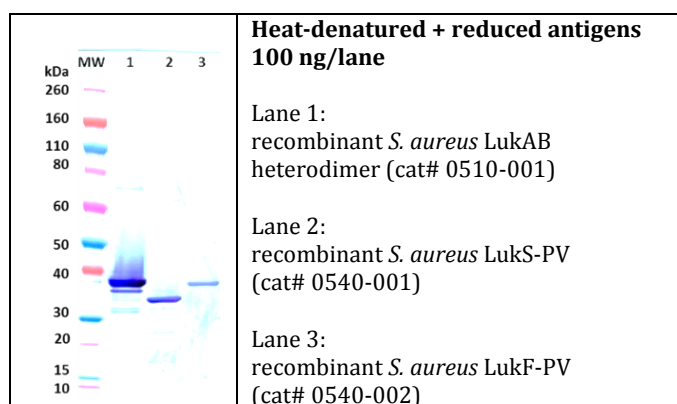 MW 1 2 3
kDa
260
160
110
80
60
50
40
30
20
15
10
Heat-denatured + reduced antigens
100 ng/lane
Lane 1:
recombinant S. aureus LukAB
heterodimer (cat# 0510-001)
Lane 2:
recombinant S. aureus LukS-PV
(cat# 0540-001)
Lane 3:
recombinant S. aureus LukF-PV
(cat# 0540-002)